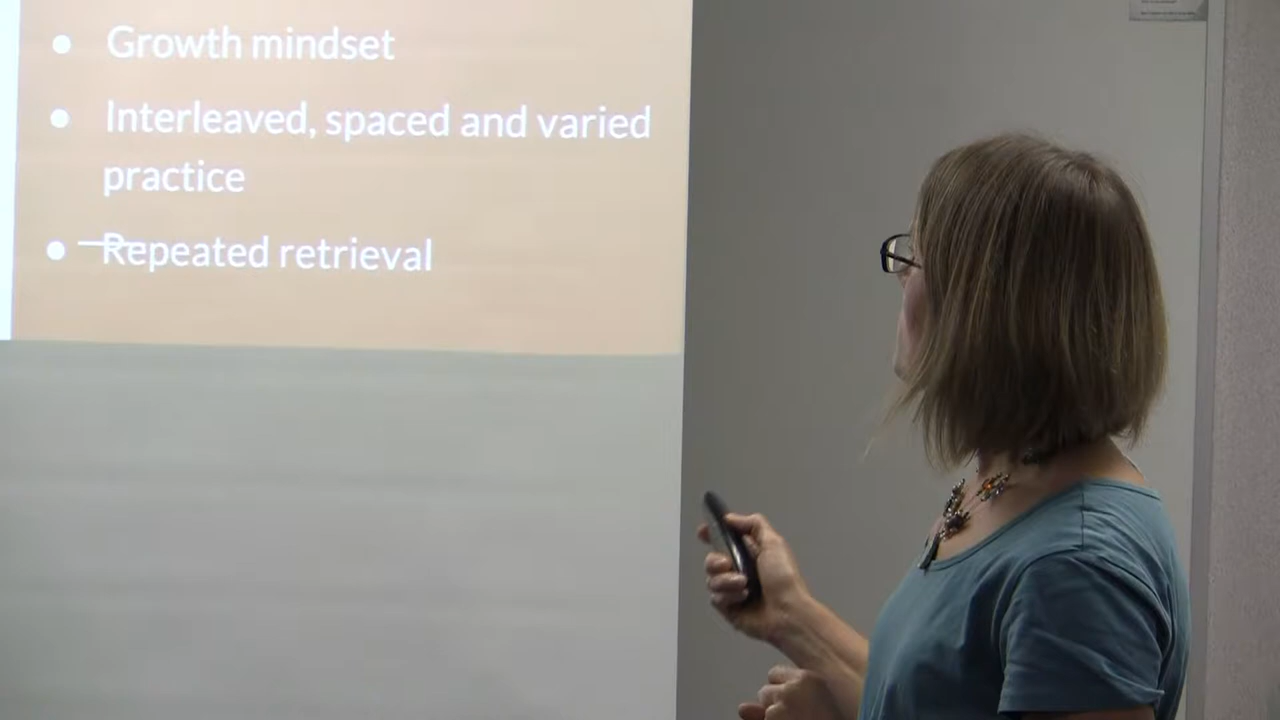 • Growth mindset
• Interleaved, spaced and varied
practice
• Repeated retrieval